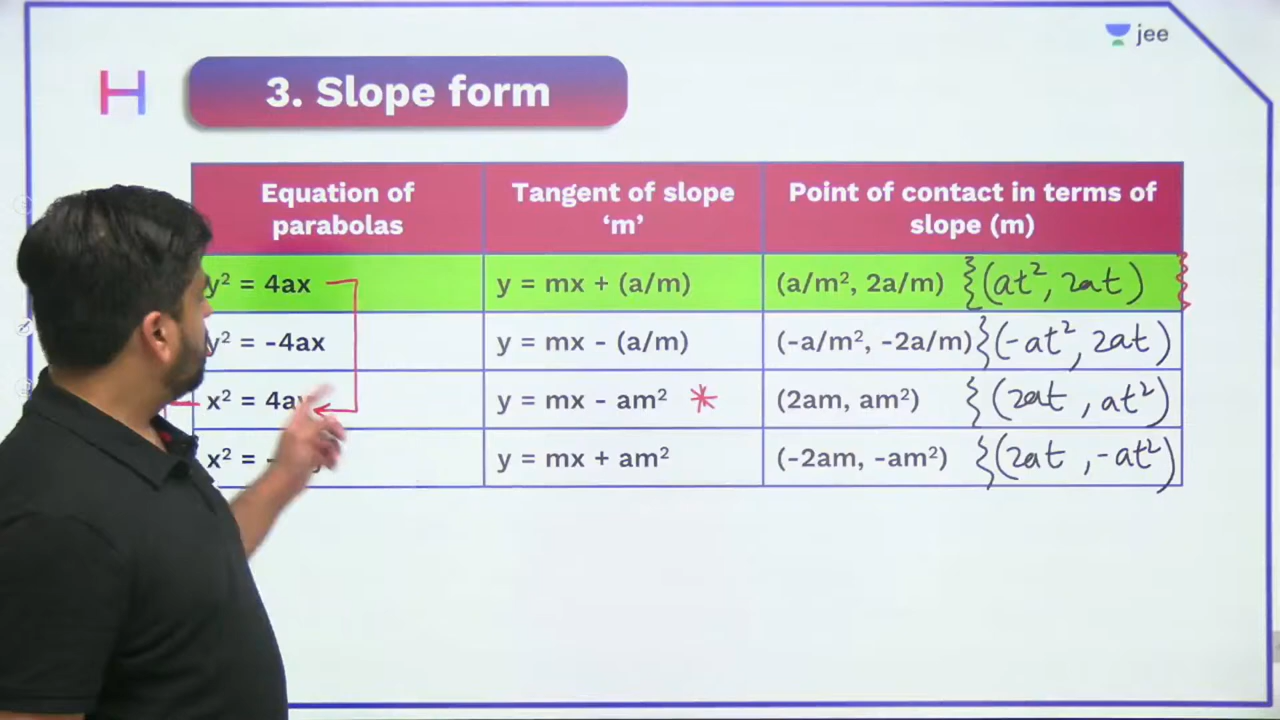 jee
3. Slope form
Equation of
parabolas
Tangent of slope
‘m’
Point of contact in terms of
slope (m)
y² = 4ax
y = mx + (a/m)
(a/m², 2a/m) {(at², 2at)
y² = -4ax
y = mx - (a/m)
(-a/m², -2a/m) {(-at², 2at)
x² = 4a
y = mx - am² *
(2am, am²) {(2at, at²)
x² = -
y = mx + am²
(-2am, -am²) {(2at, -at²)